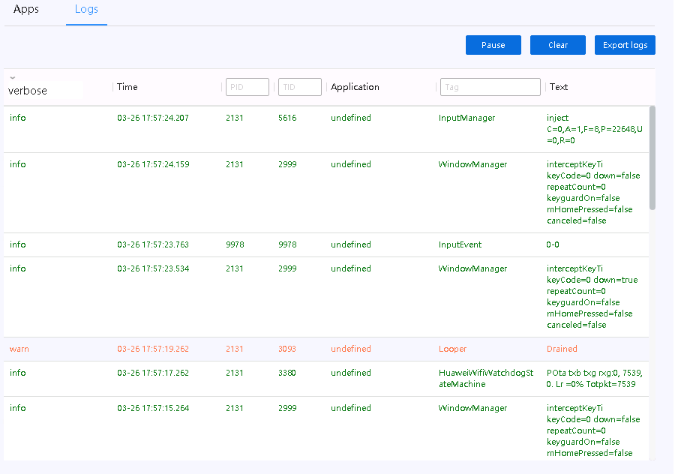 Apps Logs
Pause Clear Export logs
verbose Time PID TID Application Tag Text
info 03-26 17:57:24.207 2131 5616 undefined InputManager inject
C=0,A=1,F=8,P=22648,U
=0,R=0
info 03-26 17:57:24.159 2131 2999 undefined WindowManager interceptKeyTi
keyCode=0 down=false
repeatCount=0
keyguardOn=false
mHomePressed=false
canceled=false
info 03-26 17:57:23.763 9978 9978 undefined InputEvent 0-0
info 03-26 17:57:23.534 2131 2999 undefined WindowManager interceptKeyTi
keyCode=0 down=true
repeatCount=0
keyguardOn=false
mHomePressed=false
canceled=false
warn 03-26 17:57:19.262 2131 3093 undefined Looper Drained
info 03-26 17:57:17.262 2131 3380 undefined HuaweiWifiWatchdogSt POta txb txg rxg:0, 7539,
ateMachine 0. Lr =0% Totpkt=7539
info 03-26 17:57:15.264 2131 2999 undefined WindowManager interceptKeyTi
keyCode=0 down=false
repeatCount=0
keyguardOn=false
mHomePressed=false